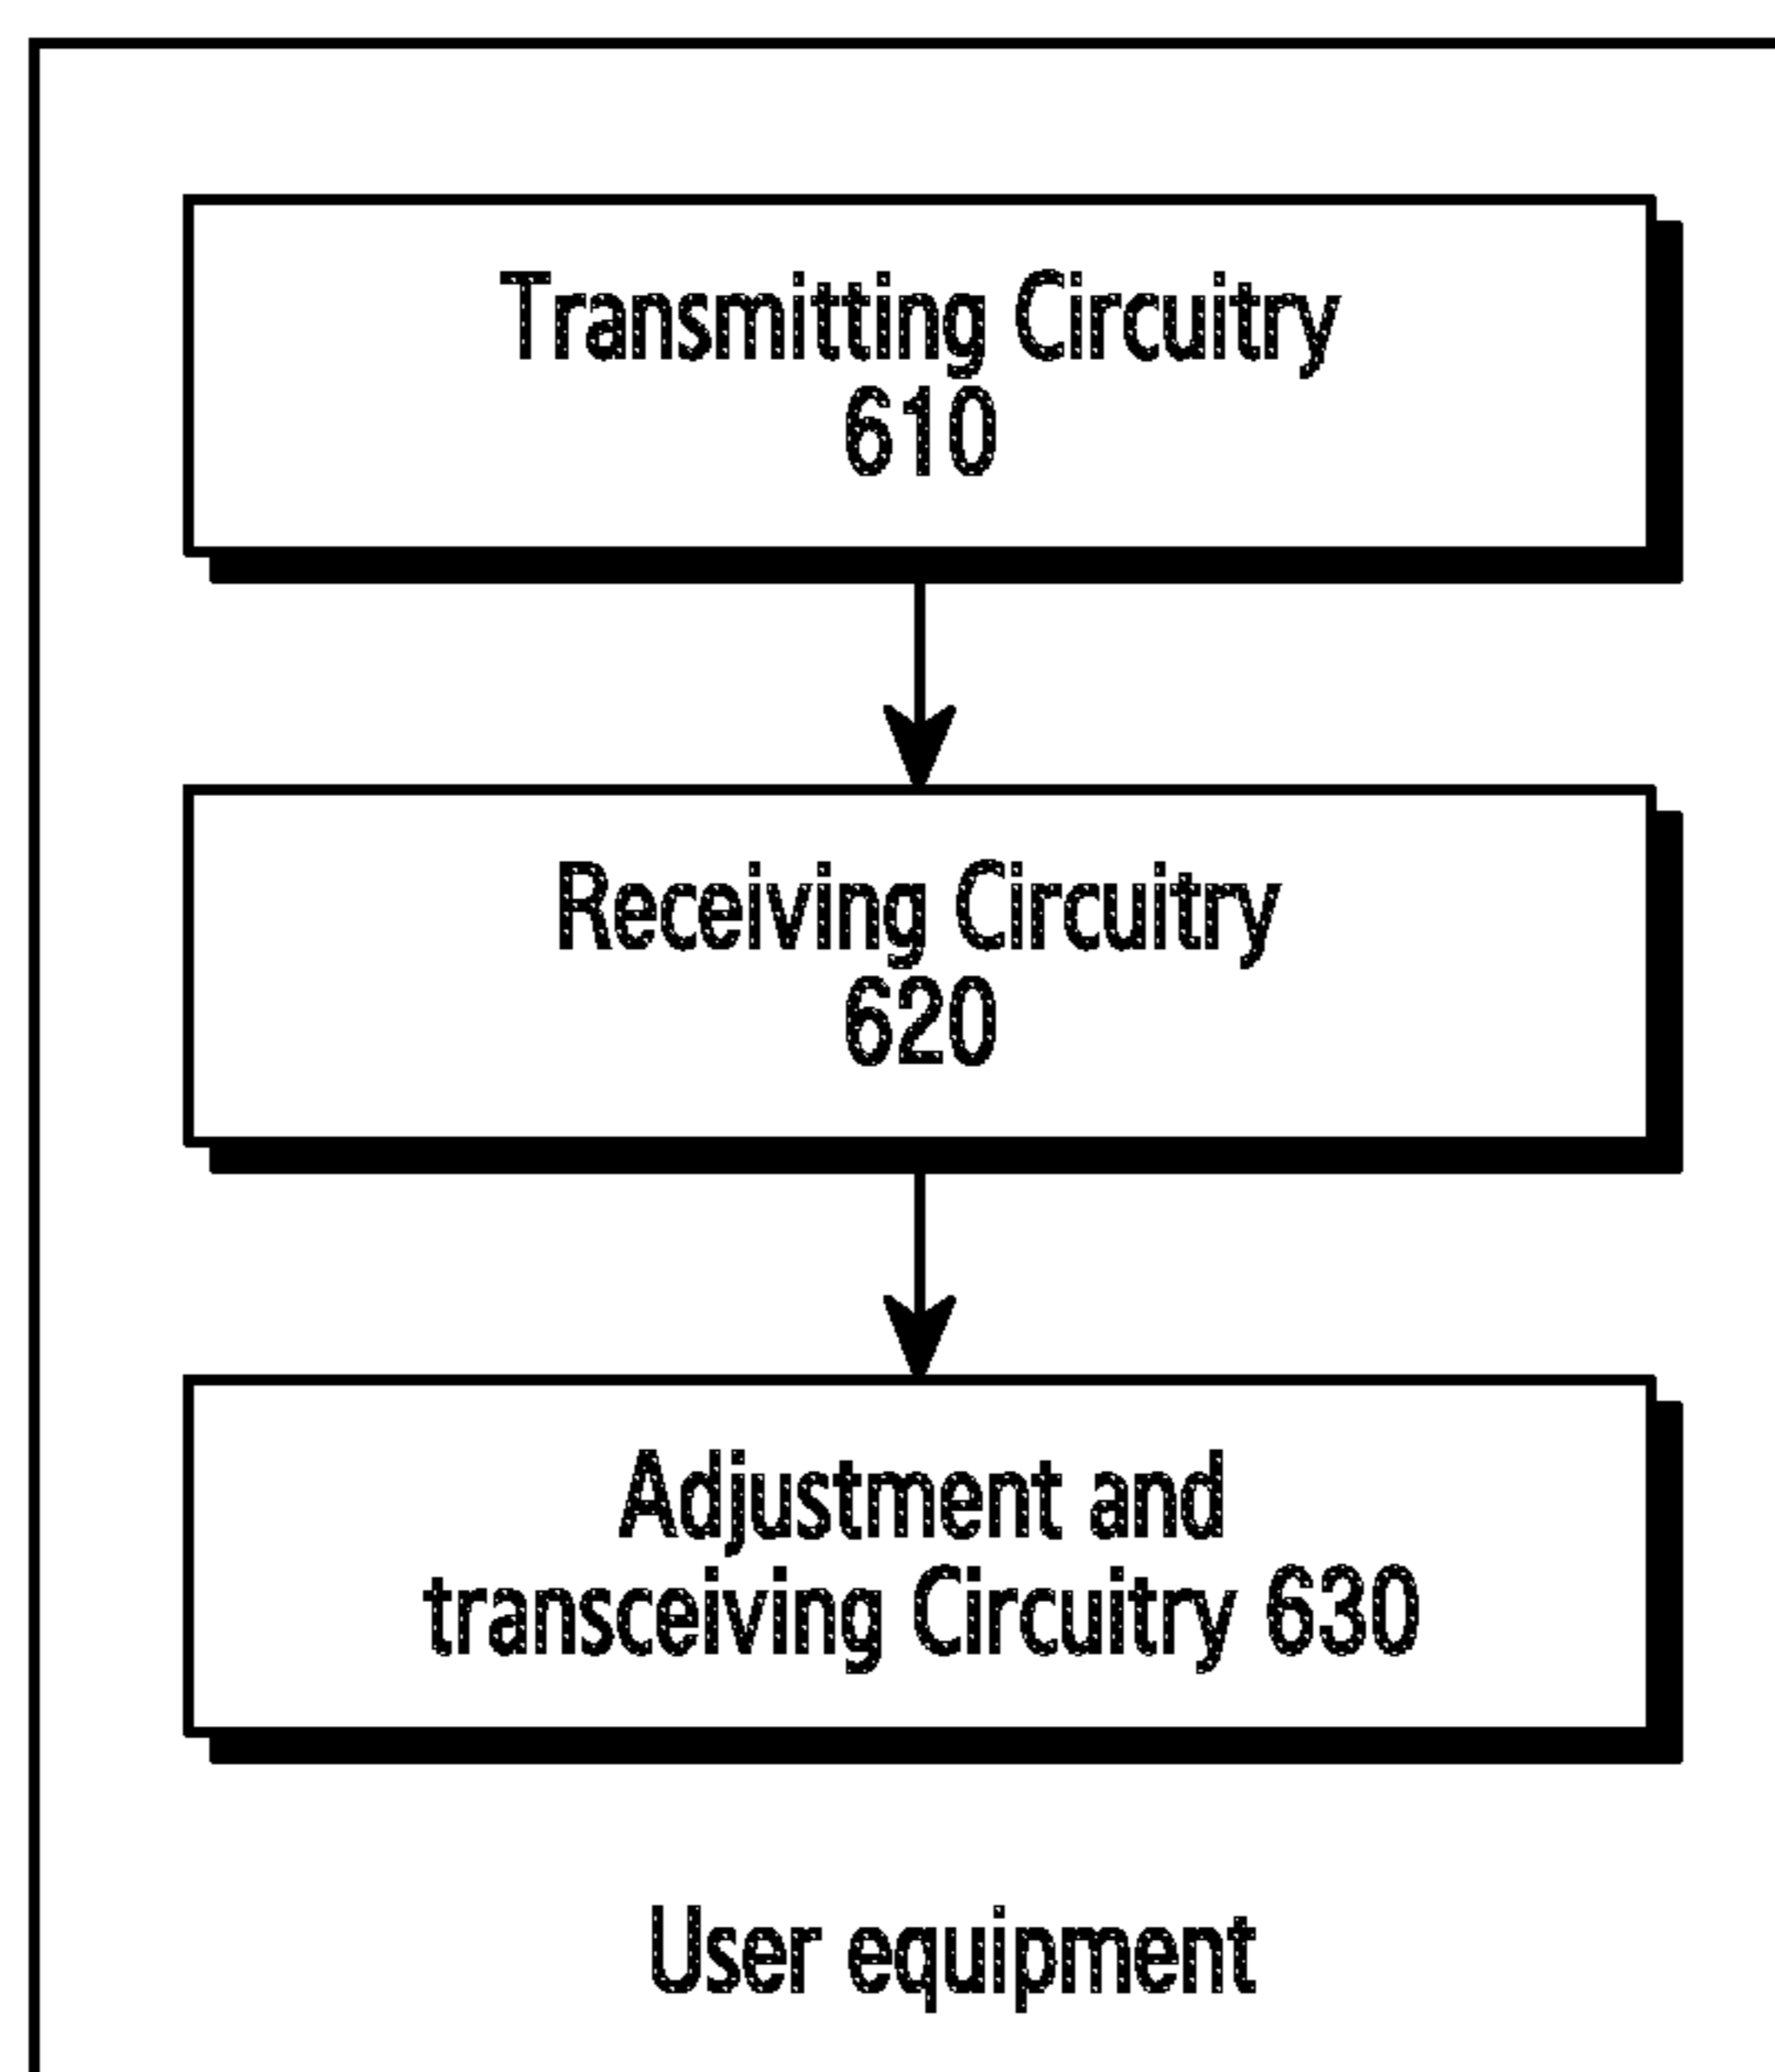 Transmitting Circuitry
610
Receiving Circuitry
620
Adjustment and
transceiving Circuitry 630
User equipment